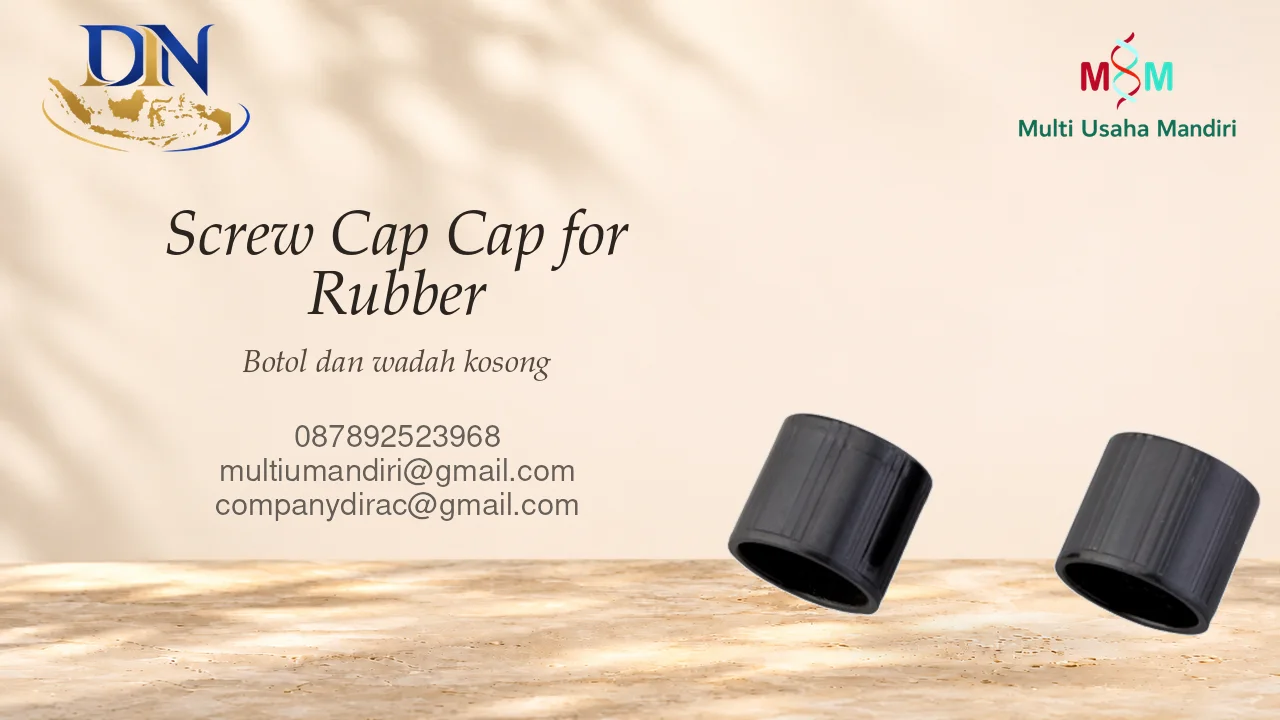 DN
M M
Multi Usaha Mandiri
Screw Cap Cap for
Rubber
Botol dan wadah kosong
087892523968
multiumandiri@gmail.com
companydirac@gmail.com